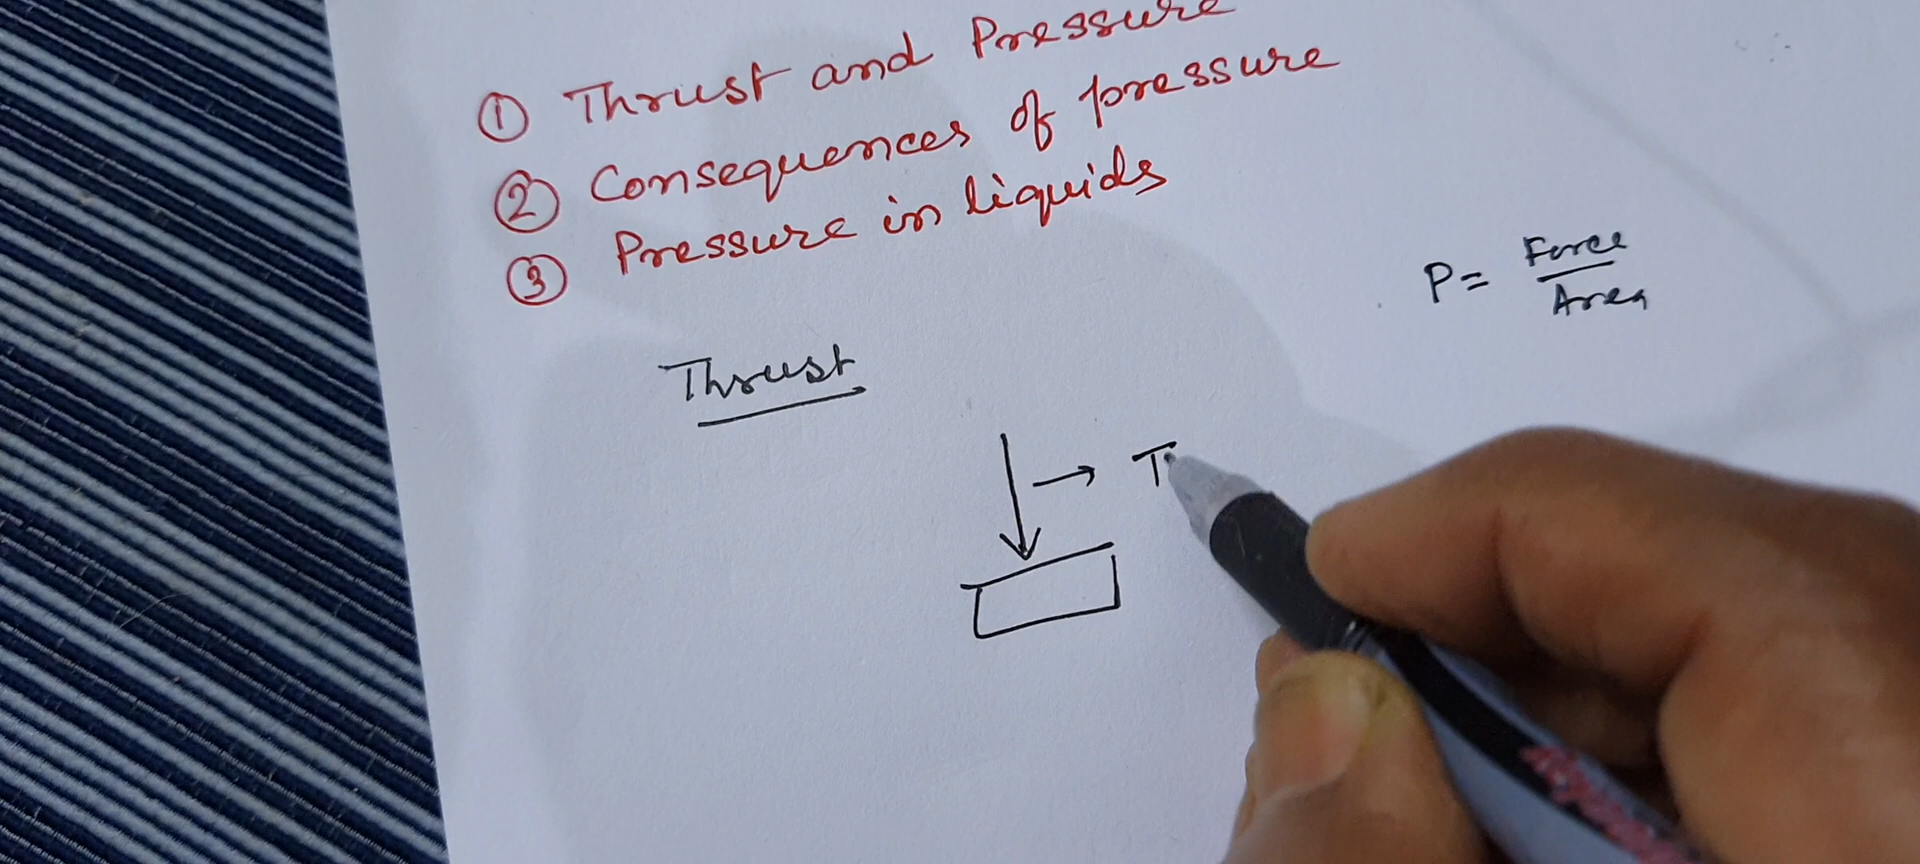 ① Thrust and Pressure
② Consequences of pressure
③ Pressure in liquids
P = Force
Area
Thrust
→ T